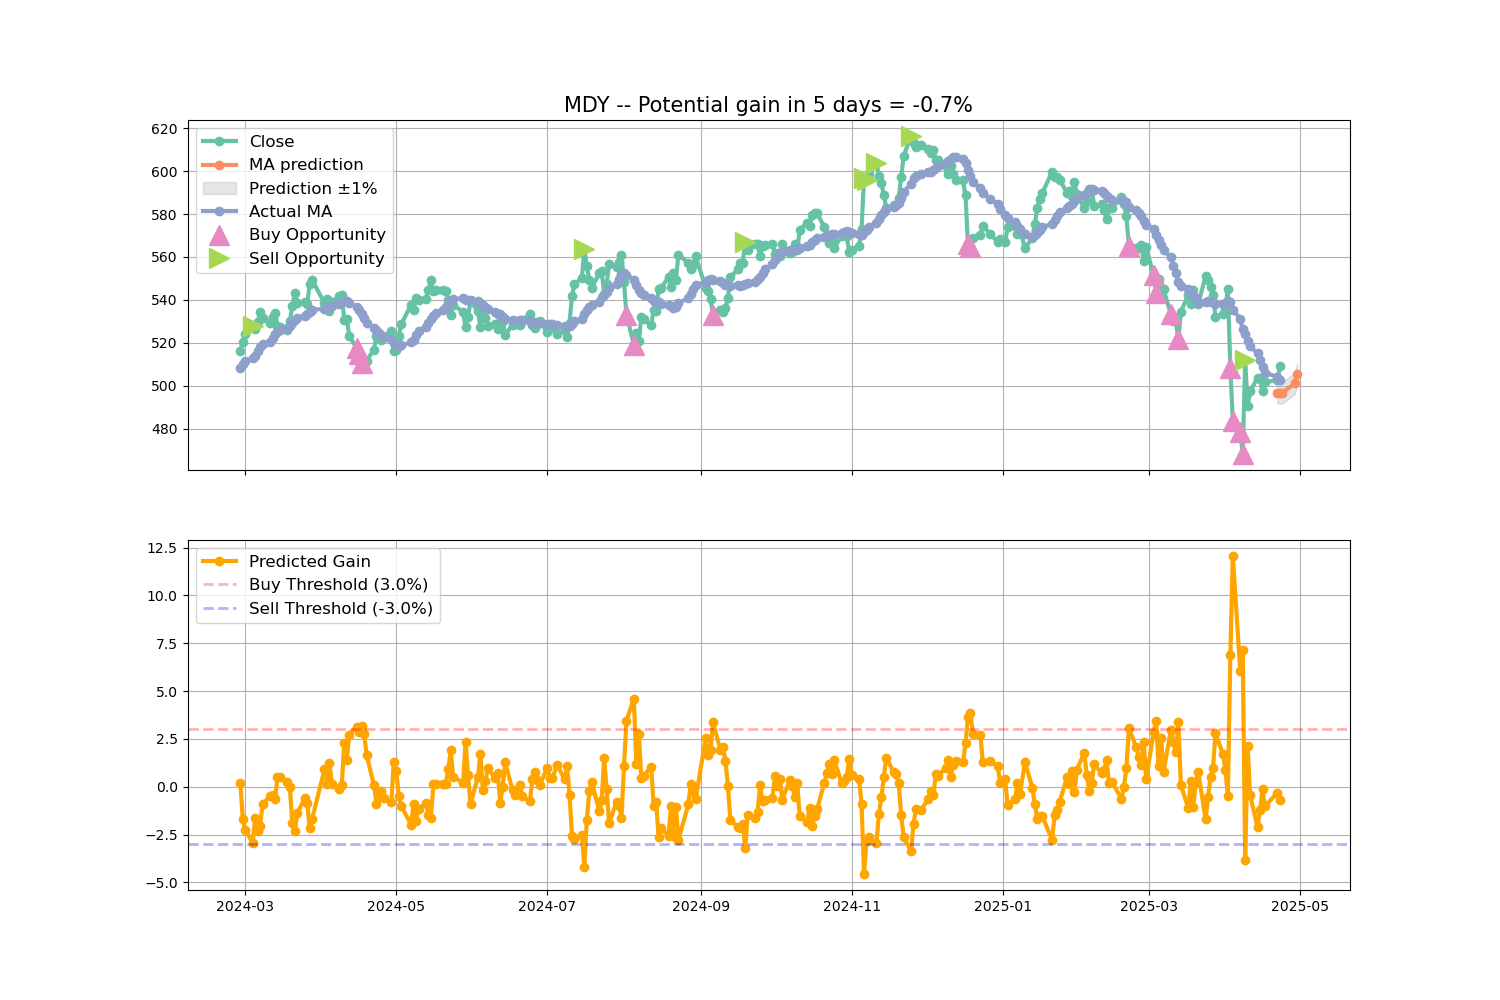 MDY -- Potential gain in 5 days = -0.7%
620
600
580
560
540
520
500
480
Close
MA prediction
Prediction ±1%
Actual MA
Buy Opportunity
Sell Opportunity
12.5
10.0
7.5
5.0
2.5
0.0
−2.5
−5.0
Predicted Gain
Buy Threshold (3.0%)
Sell Threshold (-3.0%)
2024-03 2024-05 2024-07 2024-09 2024-11 2025-01 2025-03 2025-05